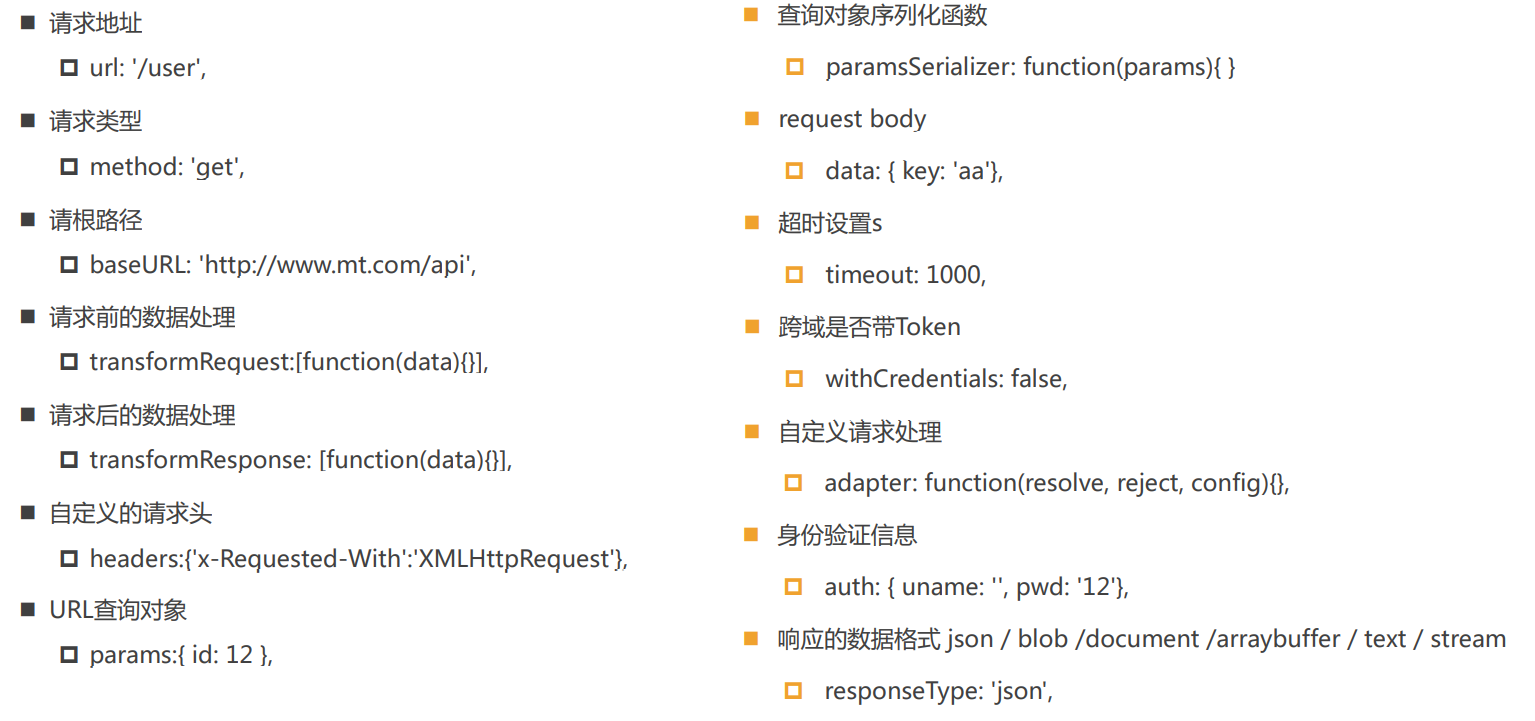 请求地址
url: '/user',
请求类型
method: 'get',
请根路径
baseURL: 'http://www.mt.com/api',
请求前的数据处理
transformRequest:[function(data){}],
请求后的数据处理
transformResponse: [function(data){}],
自定义的请求头
headers:{'x-Requested-With':'XMLHttpRequest'},
URL查询对象
params:{ id: 12 },
查询对象序列化函数
paramsSerializer: function(params){ }
request body
data: { key: 'aa'},
超时设置s
timeout: 1000,
跨域是否带Token
withCredentials: false,
自定义请求处理
adapter: function(resolve, reject, config){},
身份验证信息
auth: { uname: '', pwd: '12'},
响应的数据格式 json / blob /document /arraybuffer / text / stream
responseType: 'json',